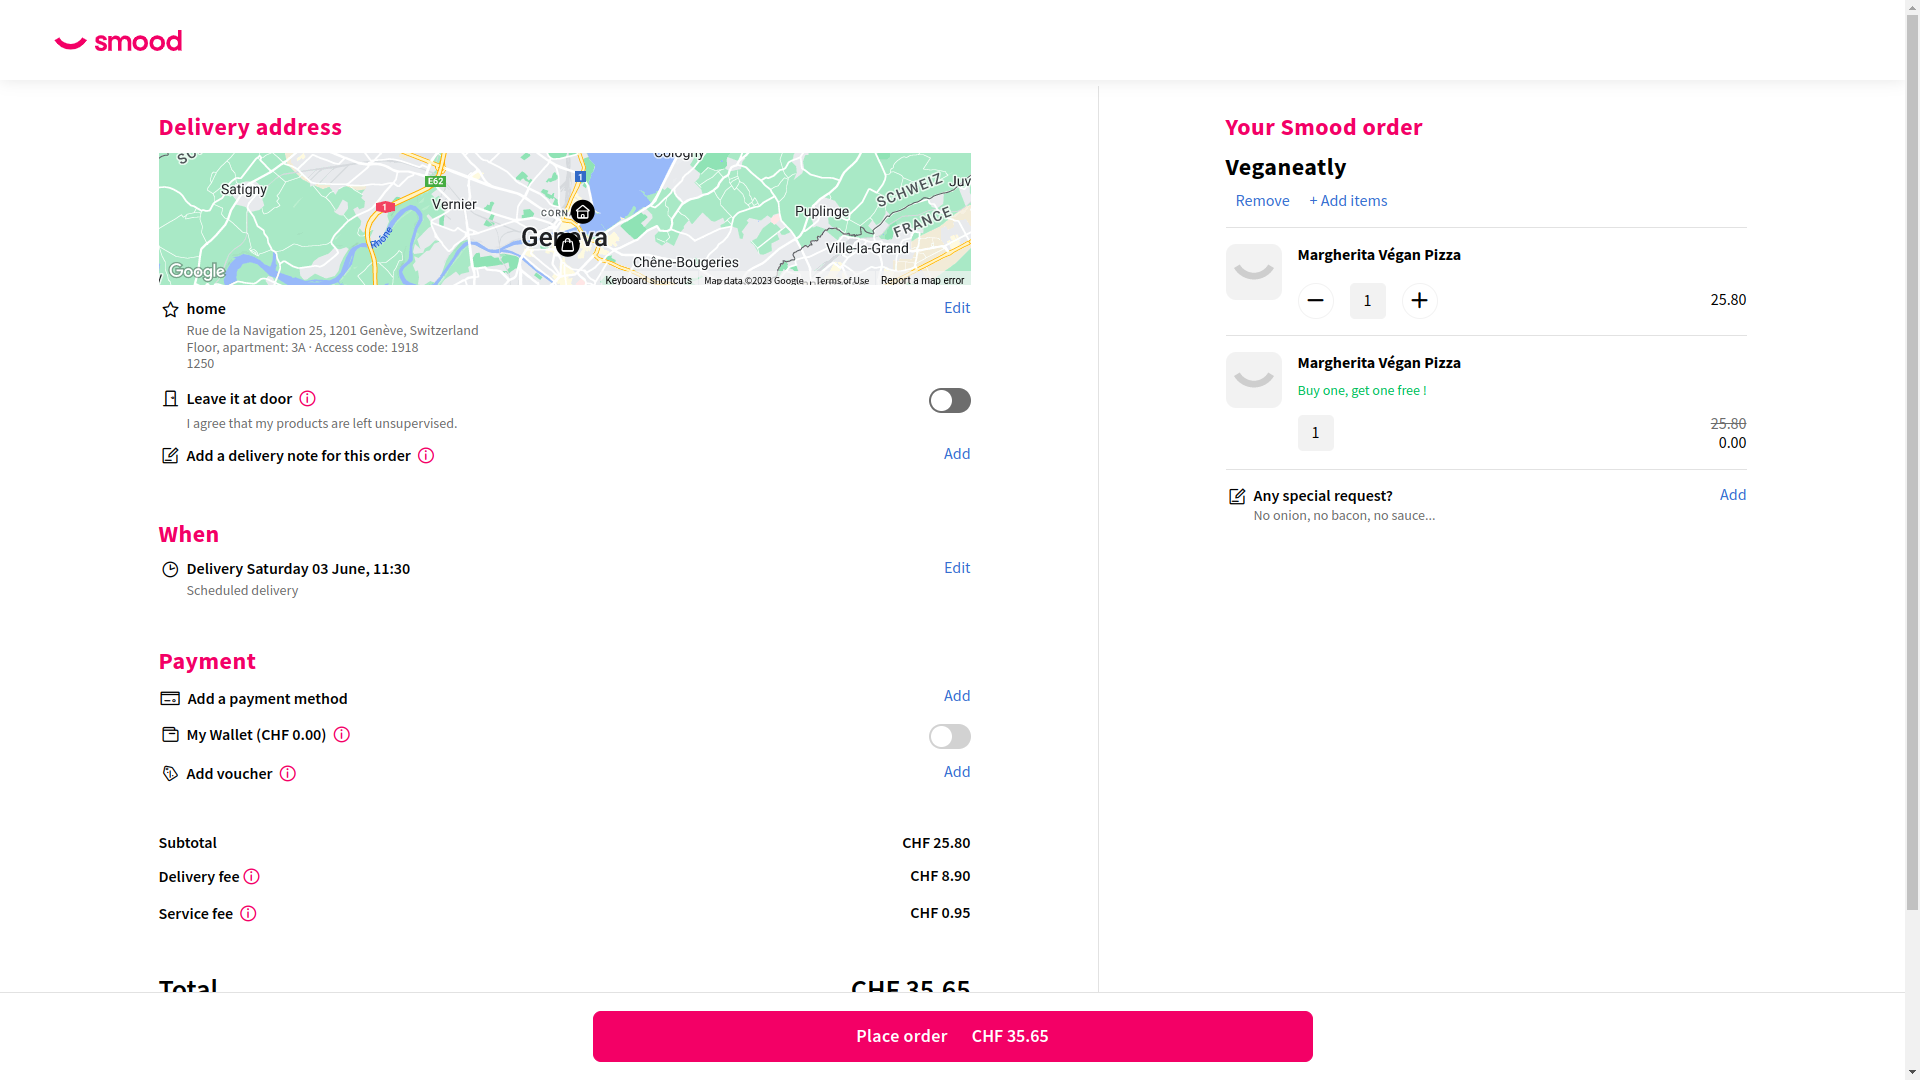 smood
Delivery address
Satigny
Vernier
E62
1
1
CORNA
Geneva
Cologny
Puplinge
SCHWEIZ
FRANCE
Juv
Ville-la-Grand
Chêne-Bougeries
Rhône
Google
Keyboard shortcuts
Map data ©2023 Google
Terms of Use
Report a map error
home
Edit
Rue de la Navigation 25, 1201 Genève, Switzerland
Floor, apartment: 3A · Access code: 1918
1250
Leave it at door
I agree that my products are left unsupervised.
Add a delivery note for this order
Add
When
Delivery Saturday 03 June, 11:30
Edit
Scheduled delivery
Payment
Add a payment method
Add
My Wallet (CHF 0.00)
Add voucher
Add
Subtotal
CHF 25.80
Delivery fee
CHF 8.90
Service fee
CHF 0.95
Total
CHF 35.65
Your Smood order
Veganeatly
Remove
+ Add items
Margherita Végan Pizza
1
25.80
Margherita Végan Pizza
Buy one, get one free !
1
25.80
0.00
Any special request?
Add
No onion, no bacon, no sauce...
Place order CHF 35.65